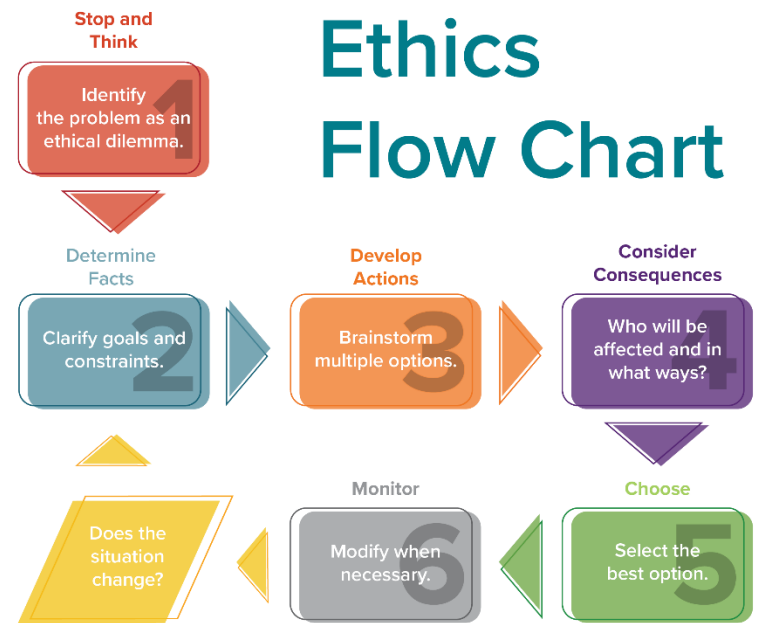 Ethics
Flow Chart
Stop and
Think
1
Identify
the problem as an
ethical dilemma.
Determine
Facts
2
Clarify goals and
constraints.
Develop
Actions
3
Brainstorm
multiple options.
Consider
Consequences
4
Who will be
affected and in
what ways?
Choose
5
Select the
best option.
Monitor
6
Modify when
necessary.
Does the
situation
change?